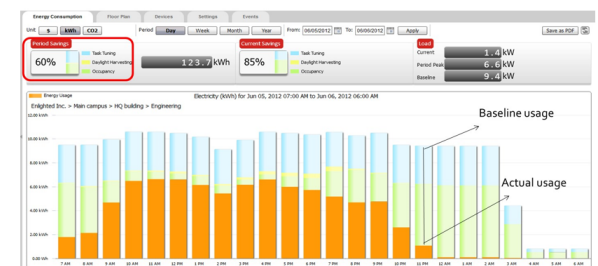 Energy Consumption Floor Plan Devices Settings Events
Unit $ kWh CO2 Period Day Week Month Year From: 06/05/2012 To: 06/05/2012 Apply Save as PDF
Period Savings Current Savings Load
60% Task Tuning Daylight Harvesting Occupancy
123.7 kWh
85% Task Tuning Daylight Harvesting Occupancy
Current 1.4 kW
Period Peak 6.6 kW
Baseline 9.4 kW
Energy Usage Electricity (kWh) for Jun 05, 2012 07:00 AM to Jun 06, 2012 06:00 AM
Enlighted Inc. > Main campus > HQ building > Engineering
12.00 kWh
10.00 kWh
8.00 kWh
6.00 kWh
4.00 kWh
2.00 kWh
0.00 kWh
Baseline usage
Actual usage
7 AM 8 AM 9 AM 10 AM 11 AM 12 PM 1 PM 2 PM 3 PM 4 PM 5 PM 6 PM 7 PM 8 PM 9 PM 10 PM 11 PM 12 AM 1 AM 2 AM 3 AM 4 AM 5 AM 6 AM